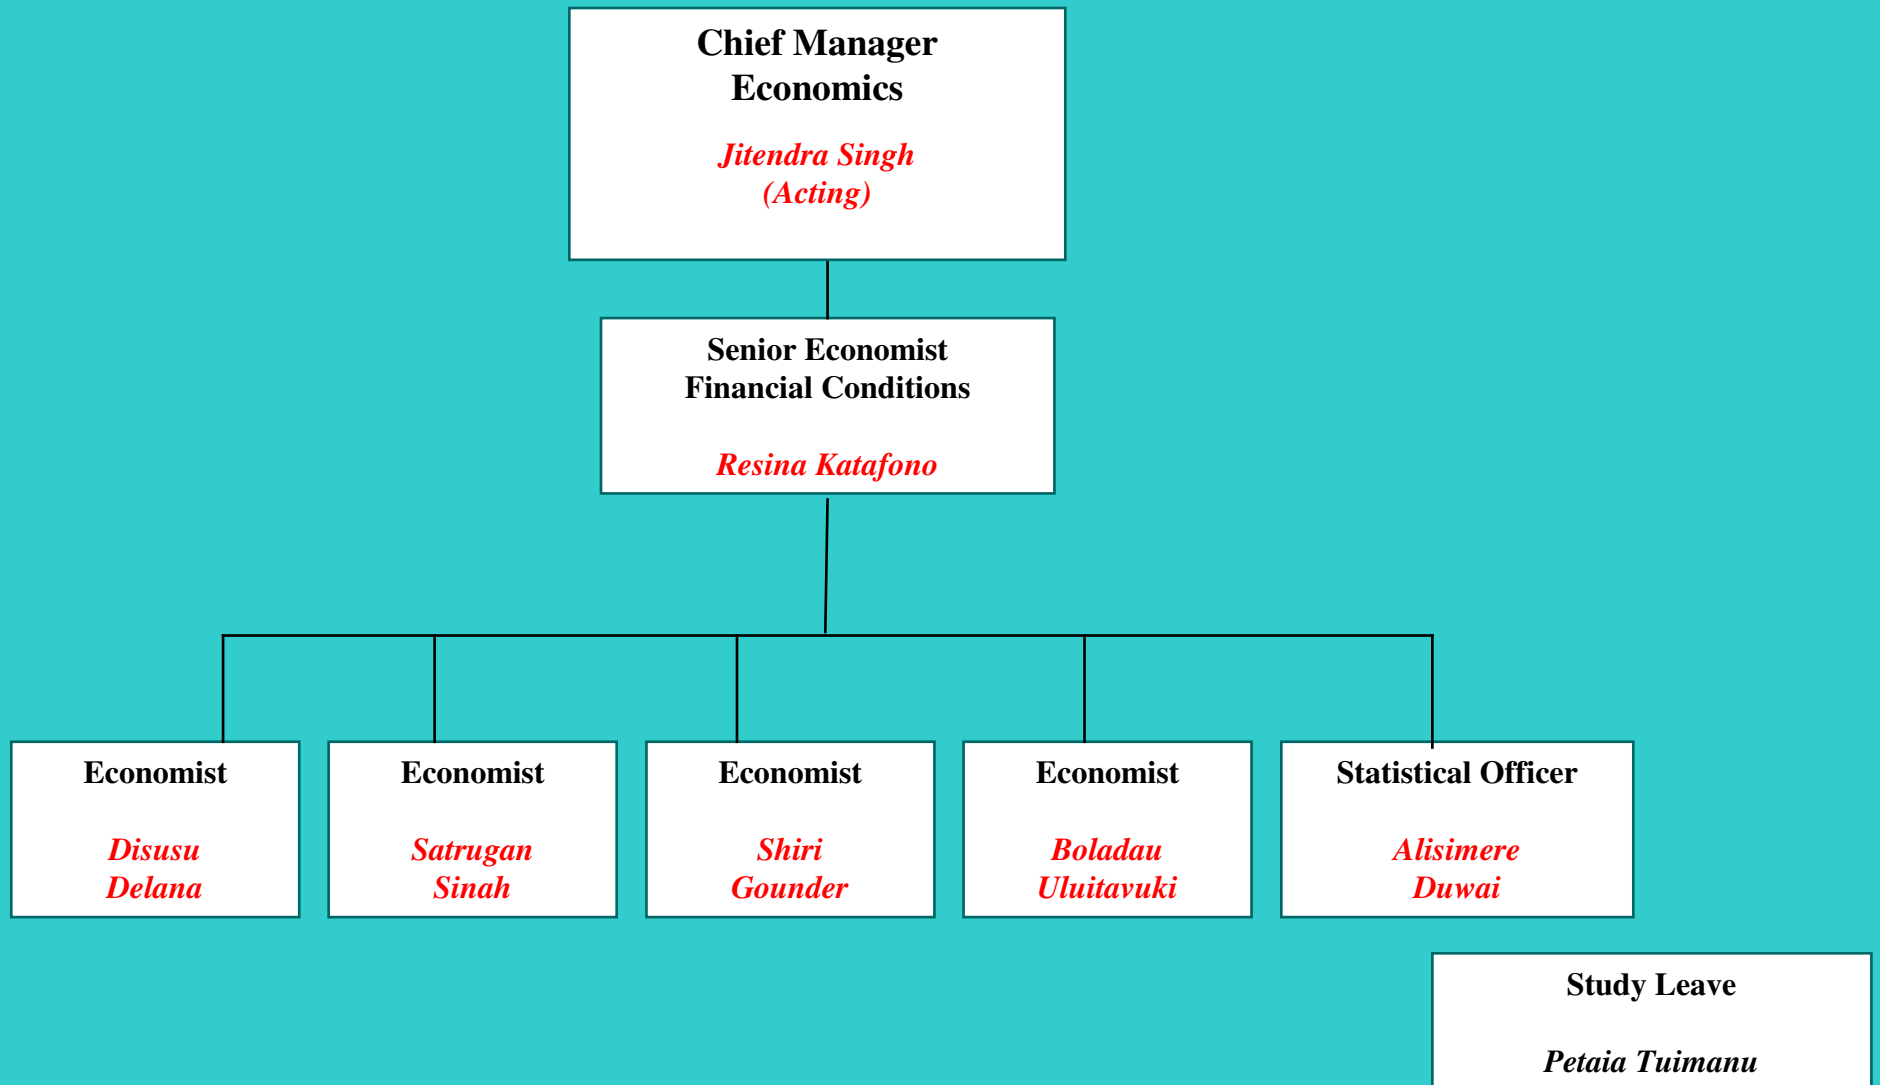 Chief Manager
Economics
Jitendra Singh
(Acting)
Senior Economist
Financial Conditions
Resina Katafono
Economist
Disusu
Delana
Economist
Satrugan
Sinah
Economist
Shiri
Gounder
Economist
Boladau
Uluitavuki
Statistical Officer
Alisimere
Duwai
Study Leave
Petaia Tuimanu